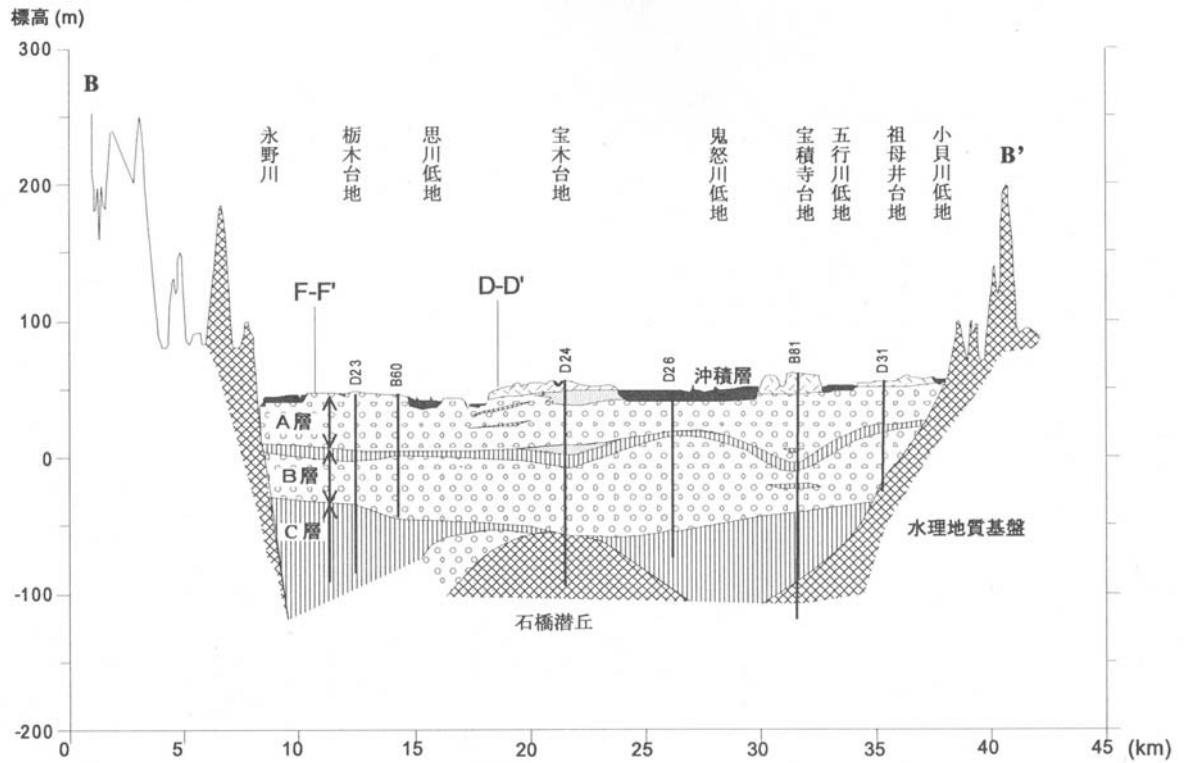 標高 (m)
300
200
100
0
-100
-200
B
B’
永野川
栃木台地
思川低地
宝木台地
鬼怒川低地
宝積寺台地
五行川低地
祖母井台地
小貝川低地
F-F'
D-D'
D23
B60
D24
D26
B81
D31
沖積層
A層
B層
C層
水理地質基盤
石橋潜丘
0
5
10
15
20
25
30
35
40
45
(km)